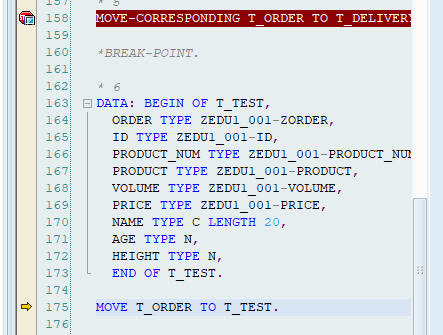 157 * 5
158 MOVE-CORRESPONDING T_ORDER TO T_DELIVERY
159
160 *BREAK-POINT.
161
162 * 6
163 DATA: BEGIN OF T_TEST,
164 ORDER TYPE ZEDU1_001-ZORDER,
165 ID TYPE ZEDU1_001-ID,
166 PRODUCT_NUM TYPE ZEDU1_001-PRODUCT_NUM
167 PRODUCT TYPE ZEDU1_001-PRODUCT,
168 VOLUME TYPE ZEDU1_001-VOLUME,
169 PRICE TYPE ZEDU1_001-PRICE,
170 NAME TYPE C LENGTH 20,
171 AGE TYPE N,
172 HEIGHT TYPE N,
173 END OF T_TEST.
174
175 MOVE T_ORDER TO T_TEST.
176